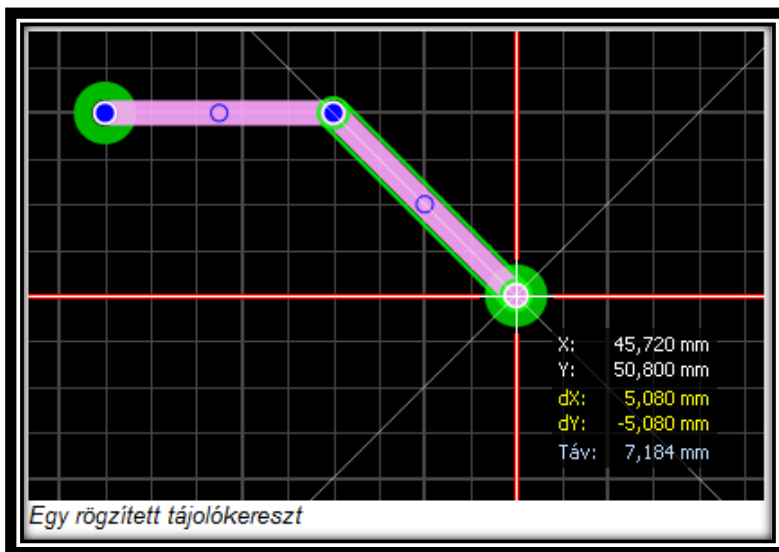 X: 45,720 mm
Y: 50,800 mm
dX: 5,080 mm
dY: -5,080 mm
Táv: 7,184 mm
Egy rögzített tájolókereszt